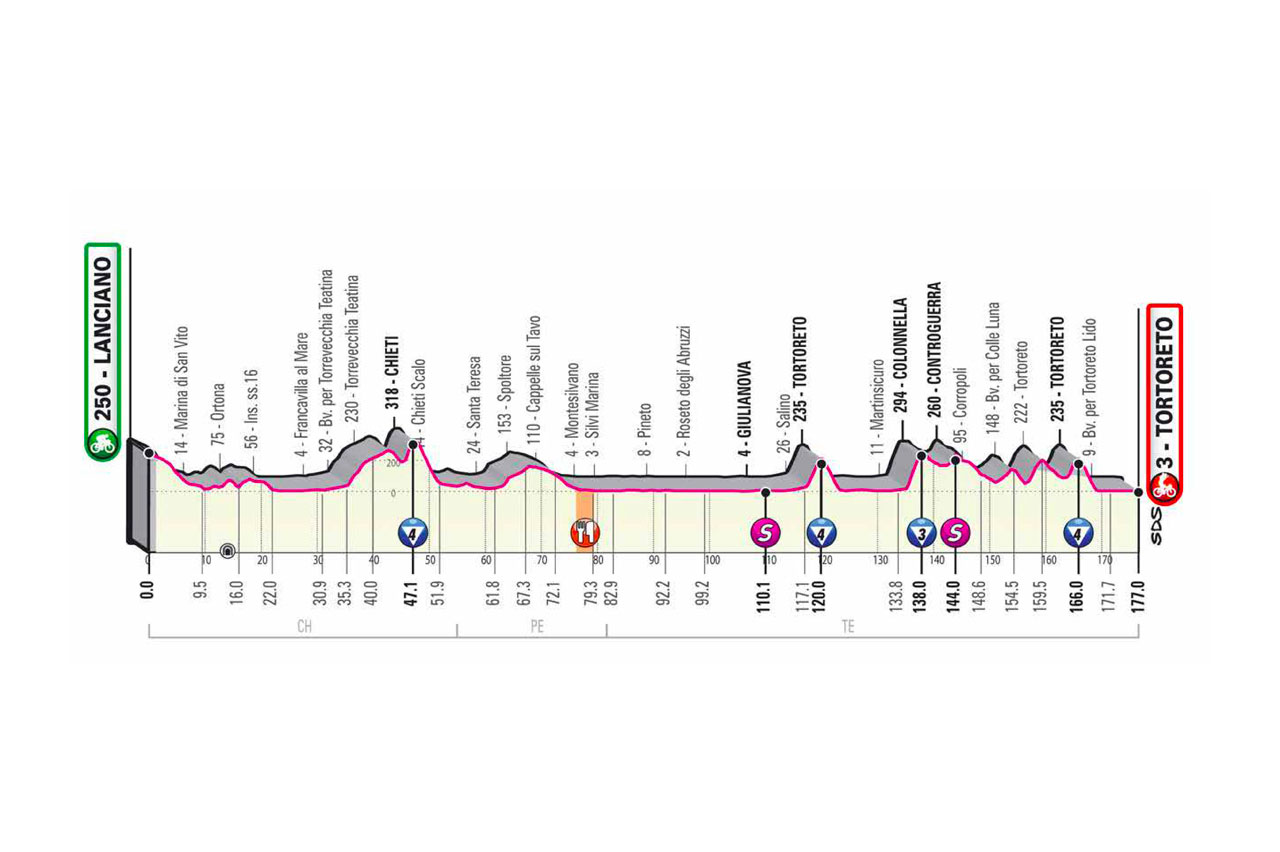 250 - LANCIANO
14 - Marina di San Vito
75 - Ortona
56 - Ins. ss.16
4 - Francavilla al Mare
32 - Bv. per Torrevecchia Teatina
230 - Torrevecchia Teatina
318 - CHIETI
4 - Chieti Scalo
24 - Santa Teresa
153 - Spoltore
110 - Cappelle sul Tavo
4 - Montesilvano
3 - Silvi Marina
8 - Pineto
2 - Roseto degli Abruzzi
4 - GIULIANOVA
26 - Salino
235 - TORTORETO
11 - Martinsicuro
294 - COLONNELLA
260 - CONTROGUERRA
95 - Corropoli
148 - Bv. per Colle Luna
222 - Tortoreto
235 - TORTORETO
9 - Bv. per Tortoreto Lido
3 - TORTORETO
200
0
4
S
4
3
S
4
SDS
0 10 20 30 40 50 60 70 80 90 100 110 120 130 140 150 160 170
0.0 9.5 16.0 22.0 30.9 35.3 40.0 47.1 51.9 61.8 67.3 72.1 79.3 82.9 92.2 99.2 110.1 117.1 120.0 133.8 138.0 144.0 148.6 154.5 159.5 166.0 171.7 177.0
CH PE TE